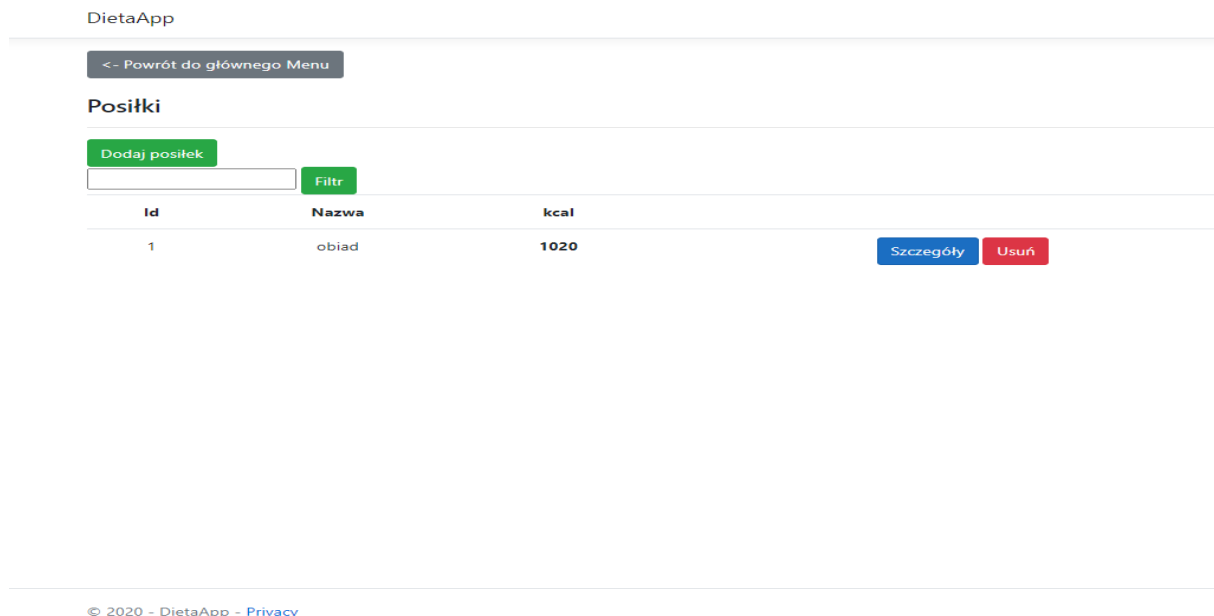 DietaApp
<- Powrót do głównego Menu
Posiłki
Dodaj posiłek
Filtr
Id Nazwa kcal
1 obiad 1020 Szczegóły Usuń
© 2020 - DietaApp - Privacy